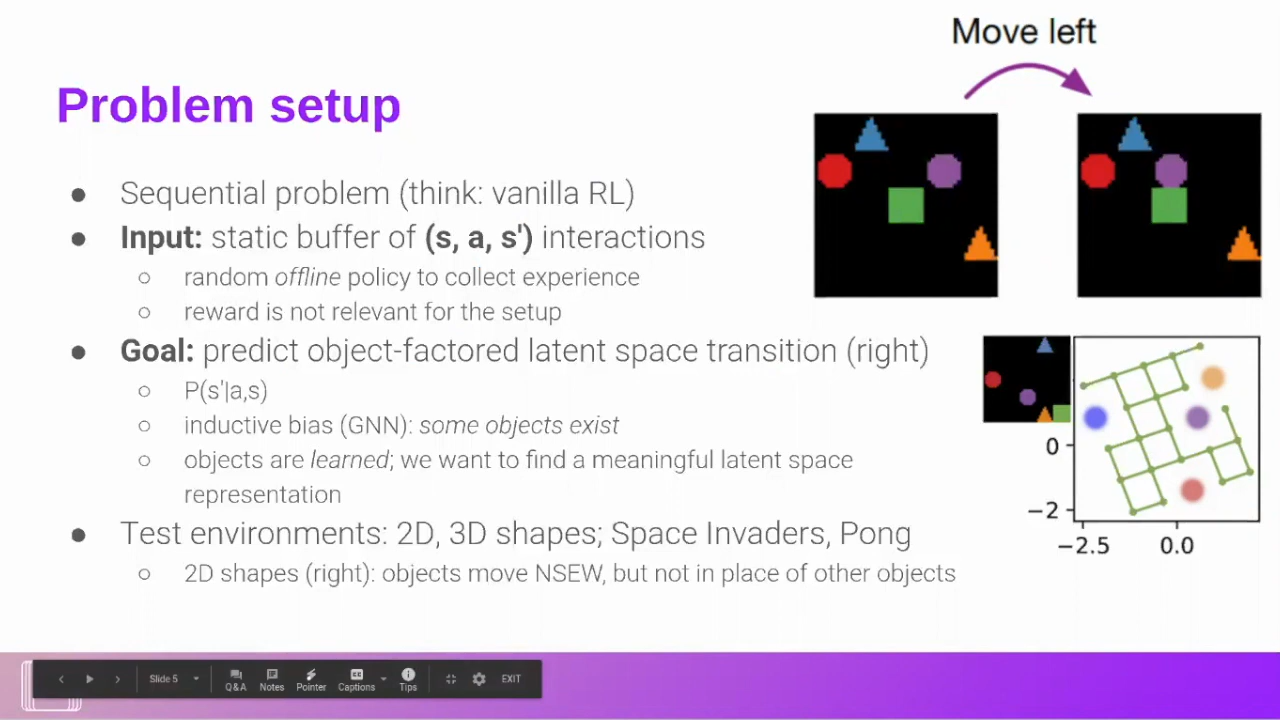 Move left
Problem setup
● Sequential problem (think: vanilla RL)
● Input: static buffer of (s, a, s') interactions
○ random offline policy to collect experience
○ reward is not relevant for the setup
● Goal: predict object-factored latent space transition (right)
○ P(s'|a,s)
○ inductive bias (GNN): some objects exist
○ objects are learned; we want to find a meaningful latent space
representation
● Test environments: 2D, 3D shapes; Space Invaders, Pong
○ 2D shapes (right): objects move NSEW, but not in place of other objects
0
−2
−2.5 0.0
Slide 5
Q&A Notes Pointer Captions Tips EXIT